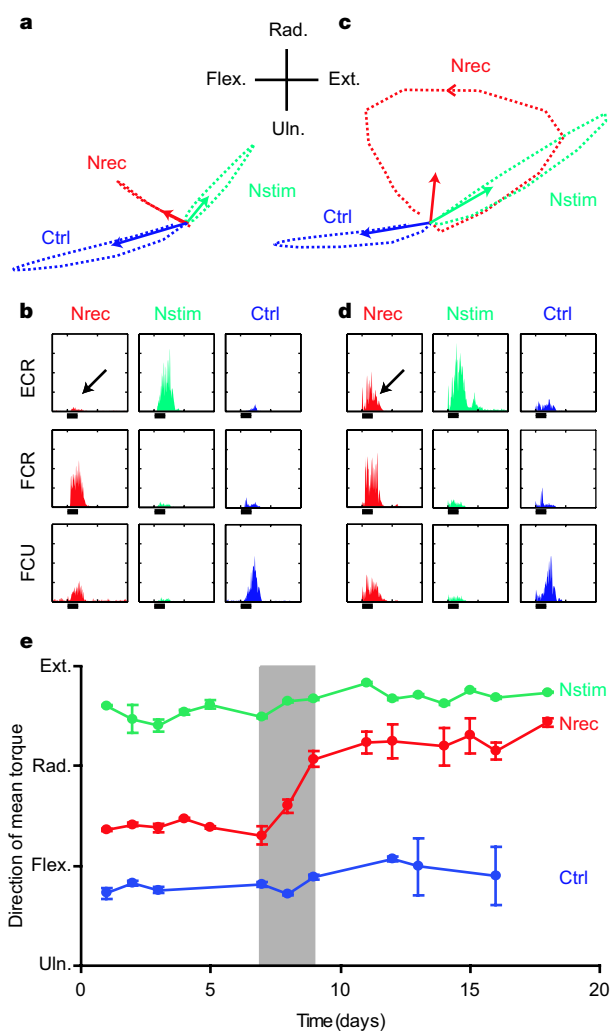 a
Rad.
Flex.
Ext.
Uln.
Nrec
Nstim
Ctrl
c
Nrec
Nstim
Ctrl
b
Nrec
Nstim
Ctrl
ECR
FCR
FCU
d
Nrec
Nstim
Ctrl
e
Direction of mean torque
Ext.
Rad.
Flex.
Uln.
Nstim
Nrec
Ctrl
0
5
10
15
20
Time (days)